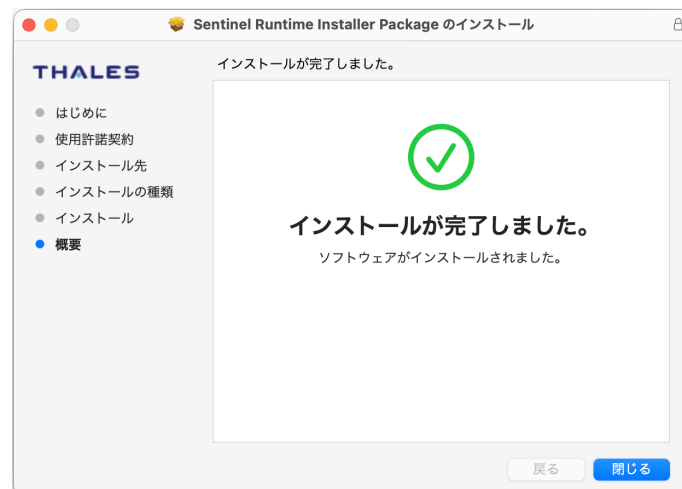 Sentinel Runtime Installer Package のインストール
THALES
インストールが完了しました。
はじめに
使用許諾契約
インストール先
インストールの種類
インストール
概要
インストールが完了しました。
ソフトウェアがインストールされました。
戻る
閉じる